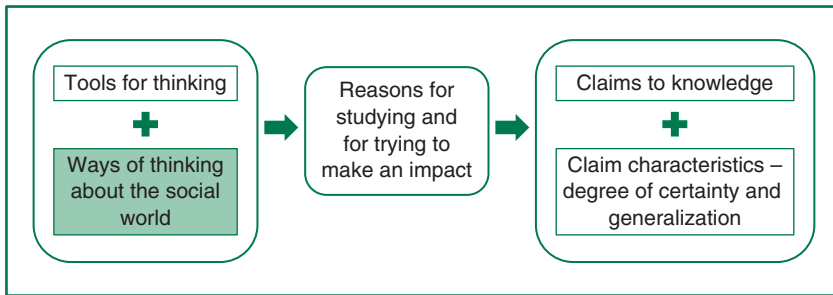 Tools for thinking
Ways of thinking
about the social
world
Reasons for
studying and
for trying to
make an impact
Claims to knowledge
Claim characteristics –
degree of certainty and
generalization